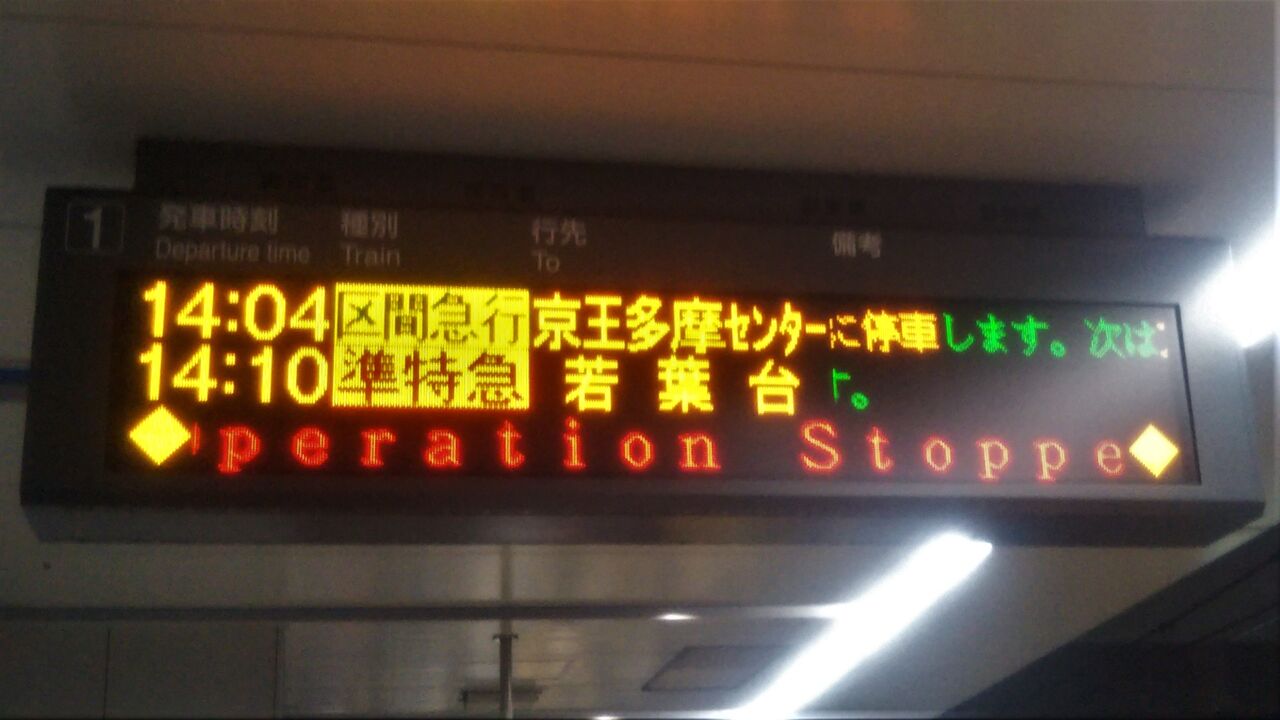 1 発車時刻 種別 行先 備考
Departure time Train To
14:04 区間急行 京王多摩センター に停車します。次は
14:10 準特急 若葉台 す。
peration Stoppe